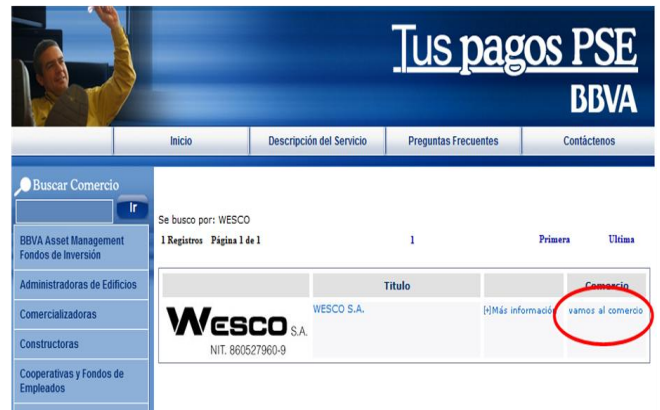 Tus pagos PSE
BBVA
Inicio Descripción del Servicio Preguntas Frecuentes Contáctenos
Buscar Comercio
Ir
BBVA Asset Management
Fondos de Inversión
Administradoras de Edificios
Comercializadoras
Constructoras
Cooperativas y Fondos de
Empleados
Se busco por: WESCO
1 Registros Página 1 de 1 1 Primera Ultima
Titulo Comercio
WESCO S.A.
NIT. 860527960-9
WESCO S.A. [+]Más información vamos al comercio